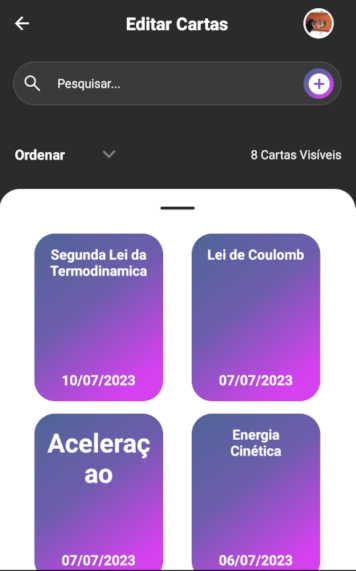 Editar Cartas
Pesquisar...
Ordenar
8 Cartas Visíveis
Segunda Lei da
Termodinamica
10/07/2023
Lei de Coulomb
07/07/2023
Aceleraç
ao
07/07/2023
Energia
Cinética
06/07/2023